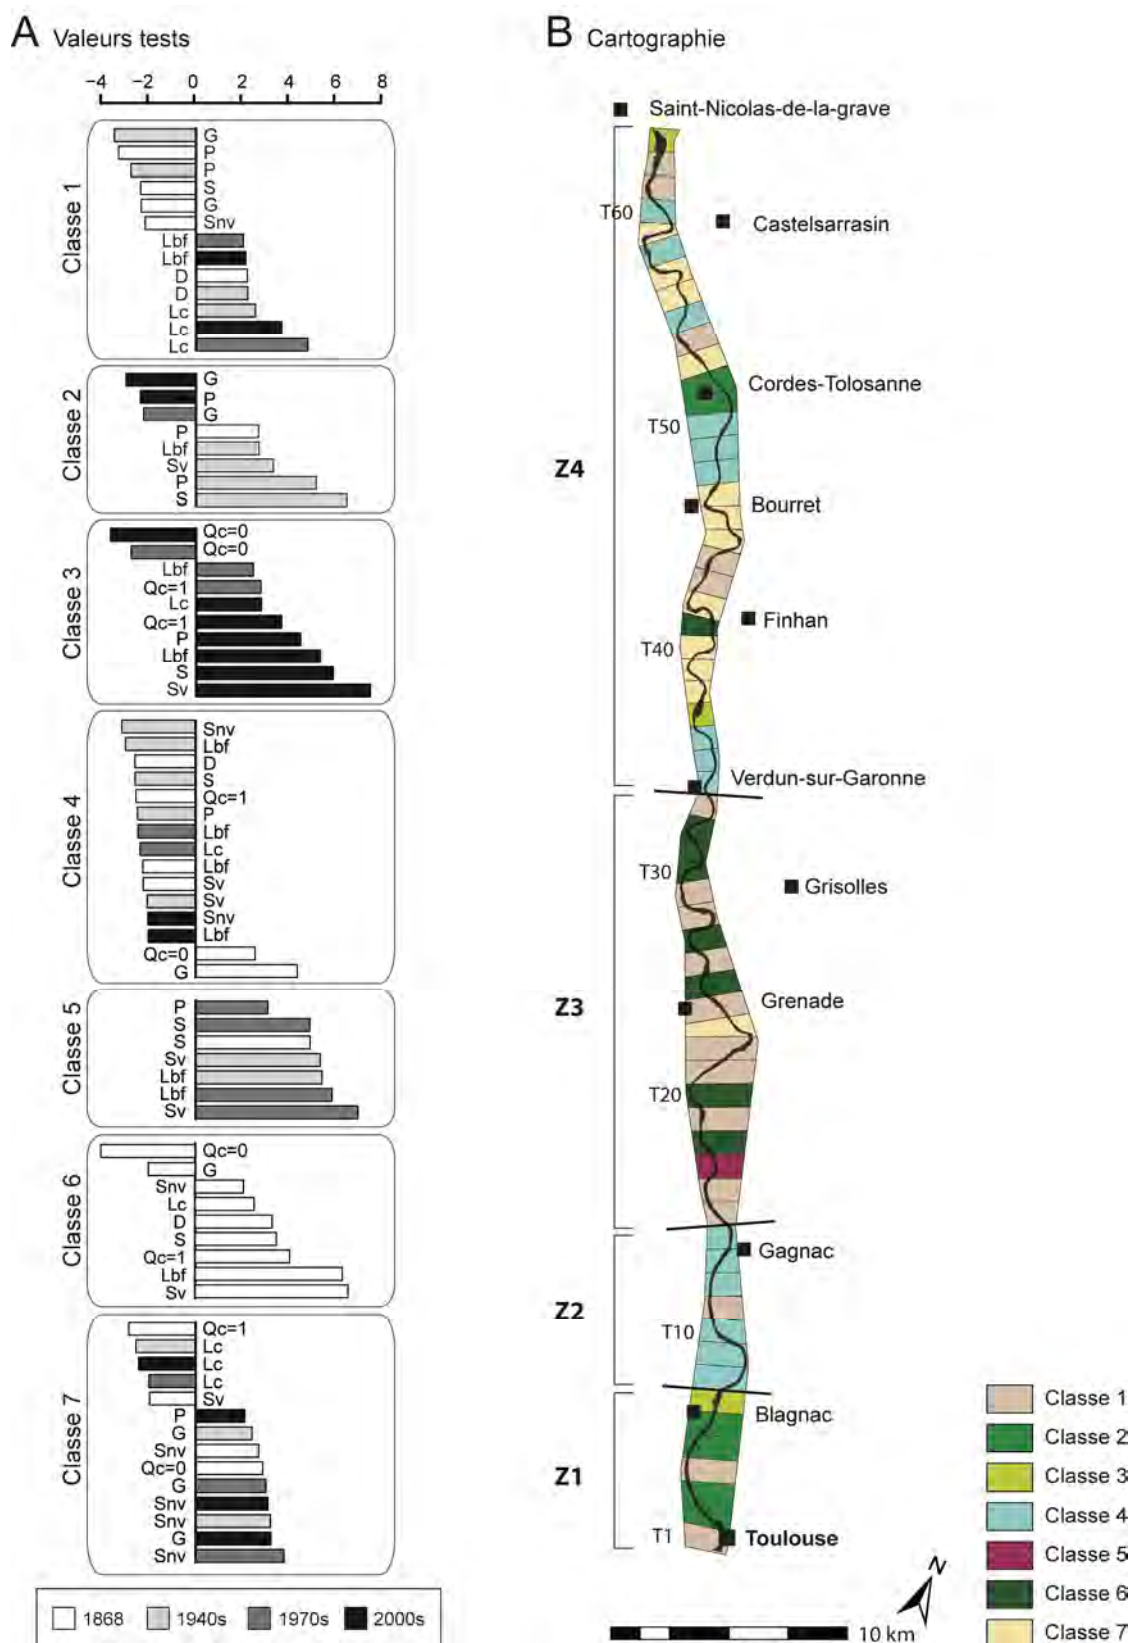 A Valeurs tests
−4 −2 0 2 4 6 8
Classe 1
G
P
P
S
G
Snv
Lbf
Lbf
D
D
Lc
Lc
Lc
Classe 2
G
P
G
P
Lbf
Sv
P
S
Classe 3
Qc=0
Qc=0
Lbf
Qc=1
Lc
Qc=1
P
Lbf
S
Sv
Classe 4
Snv
Lbf
D
S
Qc=1
P
Lbf
Lc
Lbf
Sv
Sv
Snv
Lbf
Qc=0
G
Classe 5
P
S
S
Sv
Lbf
Lbf
Sv
Classe 6
Qc=0
G
Snv
Lc
D
S
Qc=1
Lbf
Sv
Classe 7
Qc=1
Lc
Lc
Lc
Sv
P
G
Snv
Qc=0
G
Snv
Snv
G
Snv
1868 1940s 1970s 2000s
B Cartographie
Saint-Nicolas-de-la-grave
T60
Castelsarrasin
Cordes-Tolosanne
T50
Z4
Bourret
Finhan
T40
Verdun-sur-Garonne
T30
Grisolles
Z3
Grenade
T20
Gagnac
Z2
T10
Blagnac
Z1
T1
Toulouse
N
10 km
Classe 1
Classe 2
Classe 3
Classe 4
Classe 5
Classe 6
Classe 7